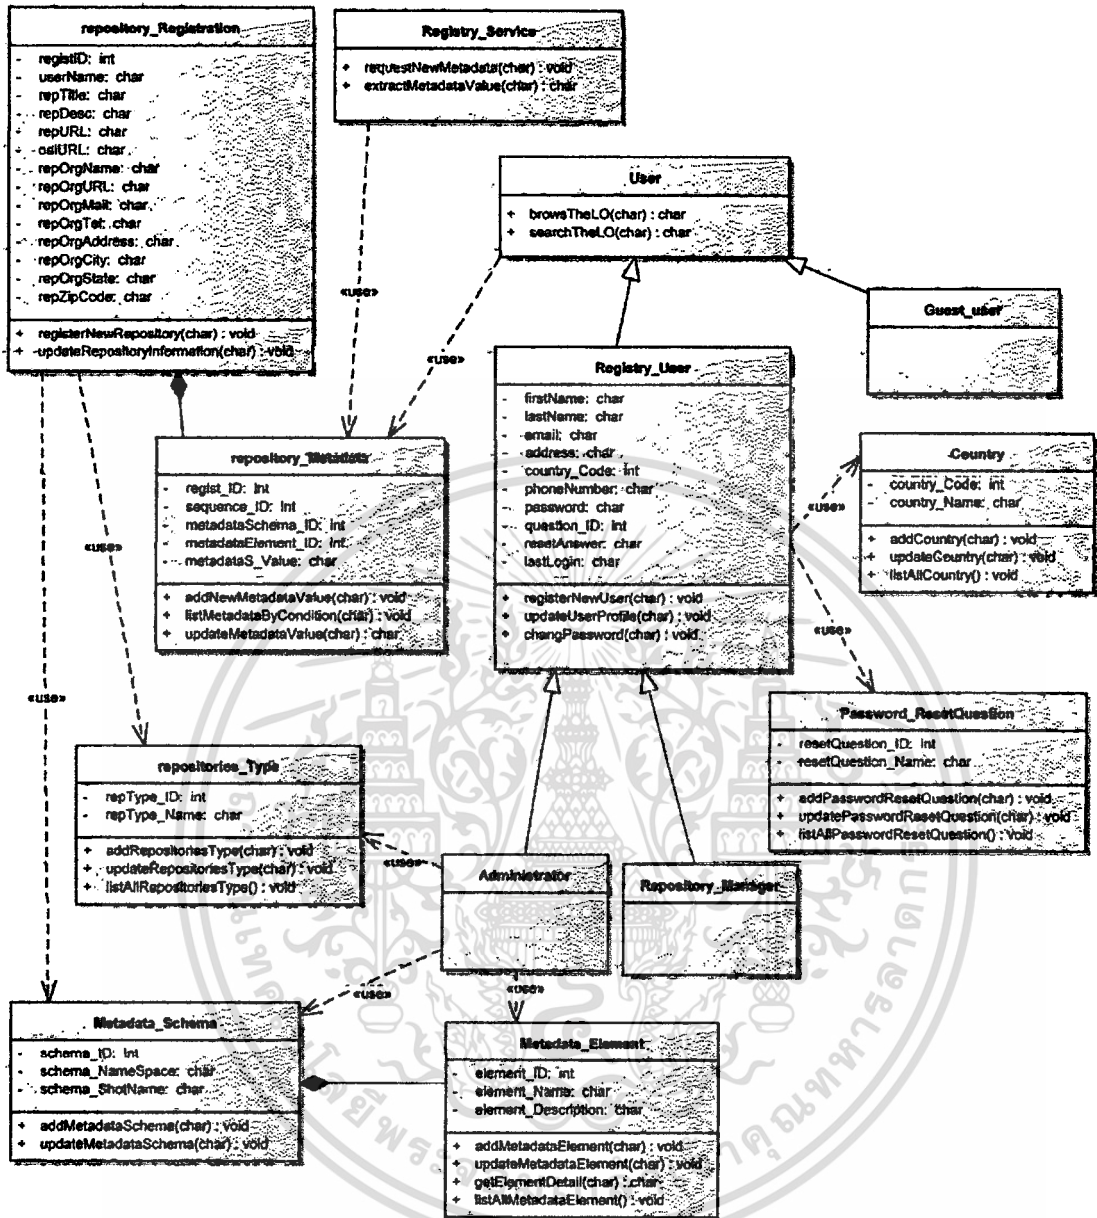 repository_Registration
- registID: int
- userName: char
- repTitle: char
- repDesc: char
- repURL: char
- oaiURL: char
- repOrgName: char
- repOrgURL: char
- repOrgMail: char
- repOrgTel: char
- repOrgAddress: char
- repOrgCity: char
- repOrgState: char
- repZipCode: char
+ registerNewRepository(char) : void
+ updateRepositoryInformation(char) : void
Registry_Service
+ requestNewMetadata(char) : void
+ extractMetadataValue(char) : char
User
+ browsTheLO(char) : char
+ searchTheLO(char) : char
«use»
«use»
Guest_user
Registry_User
- firstName: char
- lastName: char
- email: char
- address: char
- country_Code: int
- phoneNumber: char
- password: char
- question_ID: int
- resetAnswer: char
- lastLogin: char
+ registerNewUser(char) : void
+ updateUserProfile(char) : void
+ changPassword(char) : void
repository_Metadata
- regist_ID: int
- sequence_ID: int
- metadataSchema_ID: int
- metadataElement_ID: int
- metadataS_Value: char
+ addNewMetadataValue(char) : void
+ listMetadataByCondition(char) : void
+ updateMetadataValue(char) : char
Country
- country_Code: int
- country_Name: char
+ addCountry(char) : void
+ updateCountry(char) : void
+ listAllCountry() : void
«use»
«use»
«use»
«use»
Password_ResetQuestion
- resetQuestion_ID: int
- resetQuestion_Name: char
+ addPasswordResetQuestion(char) : void
+ updatePasswordResetQuestion(char) : void
+ listAllPasswordResetQuestion() : void
repositories_Type
- repType_ID: int
- repType_Name: char
+ addRepositoriesType(char) : void
+ updateRepositoriesType(char) : void
+ listAllRepositoriesType() : void
«use»
Administrator
Repository_Manager
«use»
«use»
Metadata_Schema
- schema_ID: int
- schema_NameSpace: char
- schema_ShotName: char
+ addMetadataSchema(char) : void
+ updateMetadataSchema(char) : void
Metadata_Element
- element_ID: int
- element_Name: char
- element_Description: char
+ addMetadataElement(char) : void
+ updateMetadataElement(char) : void
+ getElementDetail(char) : char
+ listAllMetadataElement() : void